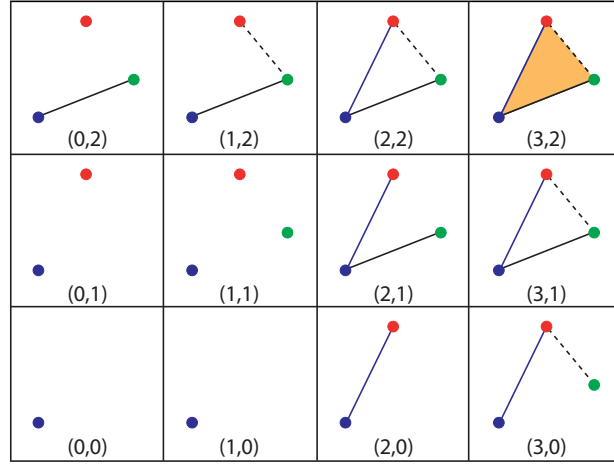 (0,2) (1,2) (2,2) (3,2)
(0,1) (1,1) (2,1) (3,1)
(0,0) (1,0) (2,0) (3,0)